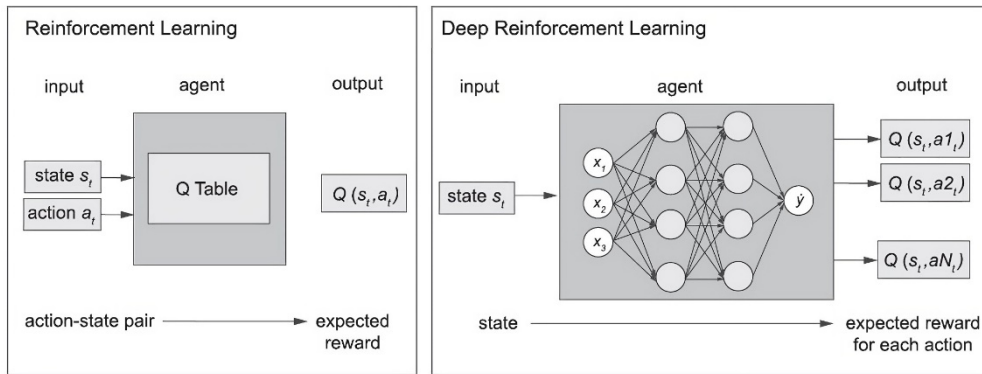 Reinforcement Learning
input
agent
output
state s_t
action a_t
Q Table
Q (s_t,a_t)
action-state pair
expected
reward
Deep Reinforcement Learning
input
agent
output
state s_t
x_1
x_2
x_3
ẏ
Q (s_t,a1_t)
Q (s_t,a2_t)
Q (s_t,aN_t)
state
expected reward
for each action